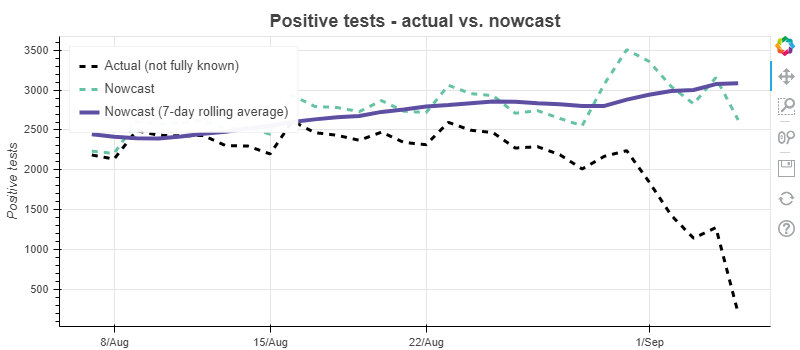 Positive tests - actual vs. nowcast
Actual (not fully known)
Nowcast
Nowcast (7-day rolling average)
Positive tests
3500
3000
2500
2000
1500
1000
500
8/Aug
15/Aug
22/Aug
1/Sep